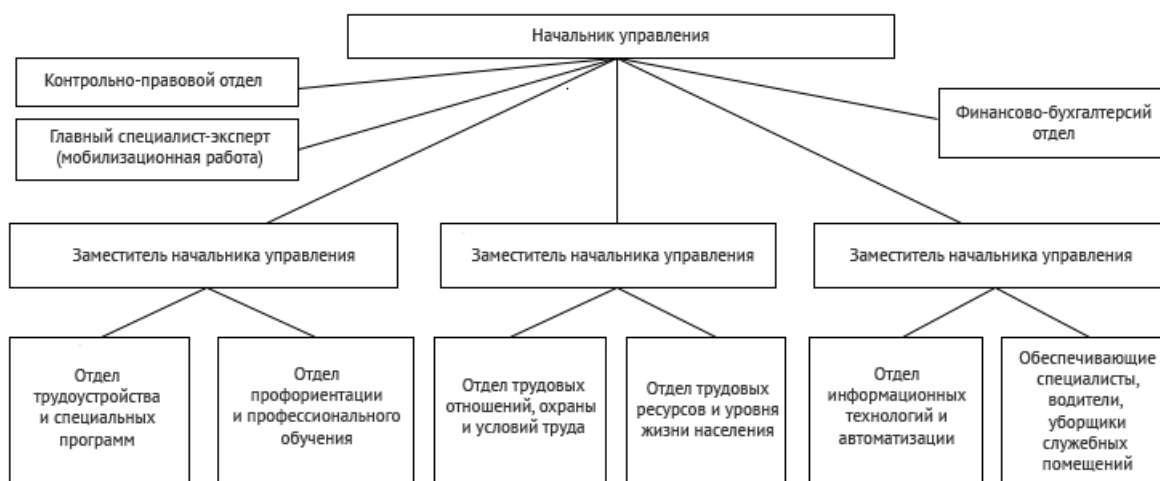 Начальник управления
Контрольно-правовой отдел
Главный специалист-эксперт
(мобилизационная работа)
Финансово-бухгалтерсий
отдел
Заместитель начальника управления
Заместитель начальника управления
Заместитель начальника управления
Отдел
трудоустройства
и специальных
программ
Отдел
профориентации
и профессионального
обучения
Отдел трудовых
отношений, охраны
и условий труда
Отдел трудовых
ресурсов и уровня
жизни населения
Отдел
информационных
технологий и
автоматизации
Обеспечивающие
специалисты,
водители,
уборщики
служебных
помещений